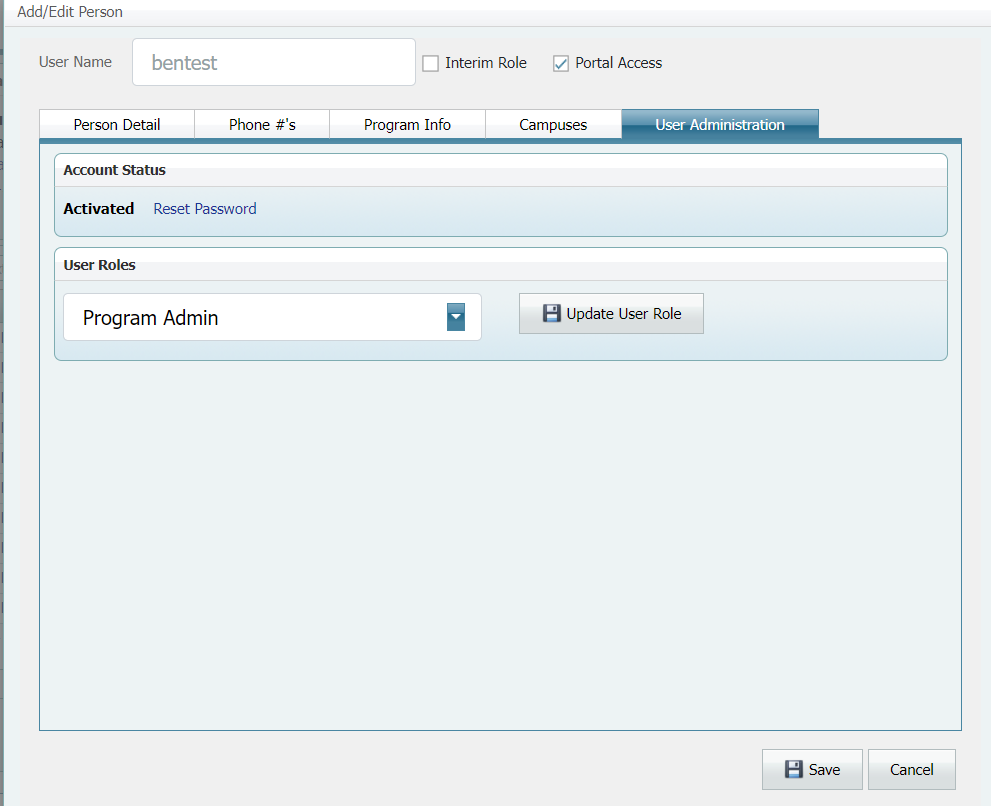 Add/Edit Person
User Name bentest Interim Role Portal Access
Person Detail Phone #'s Program Info Campuses User Administration
Account Status
Activated Reset Password
User Roles
Program Admin Update User Role
Save Cancel